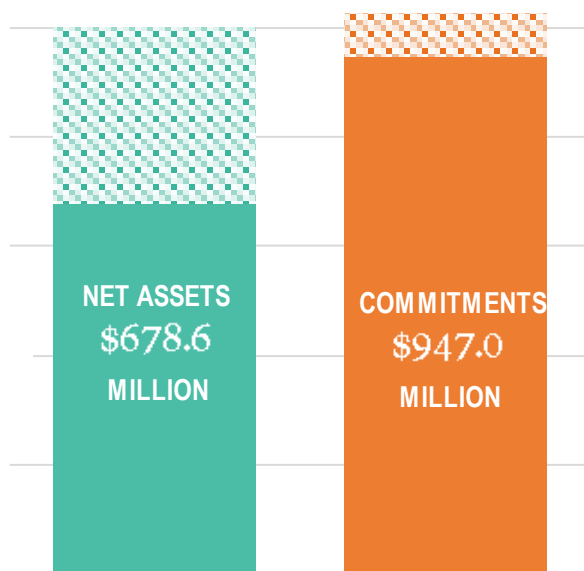 NET ASSETS
$678.6
MILLION
COMMITMENTS
$947.0
MILLION